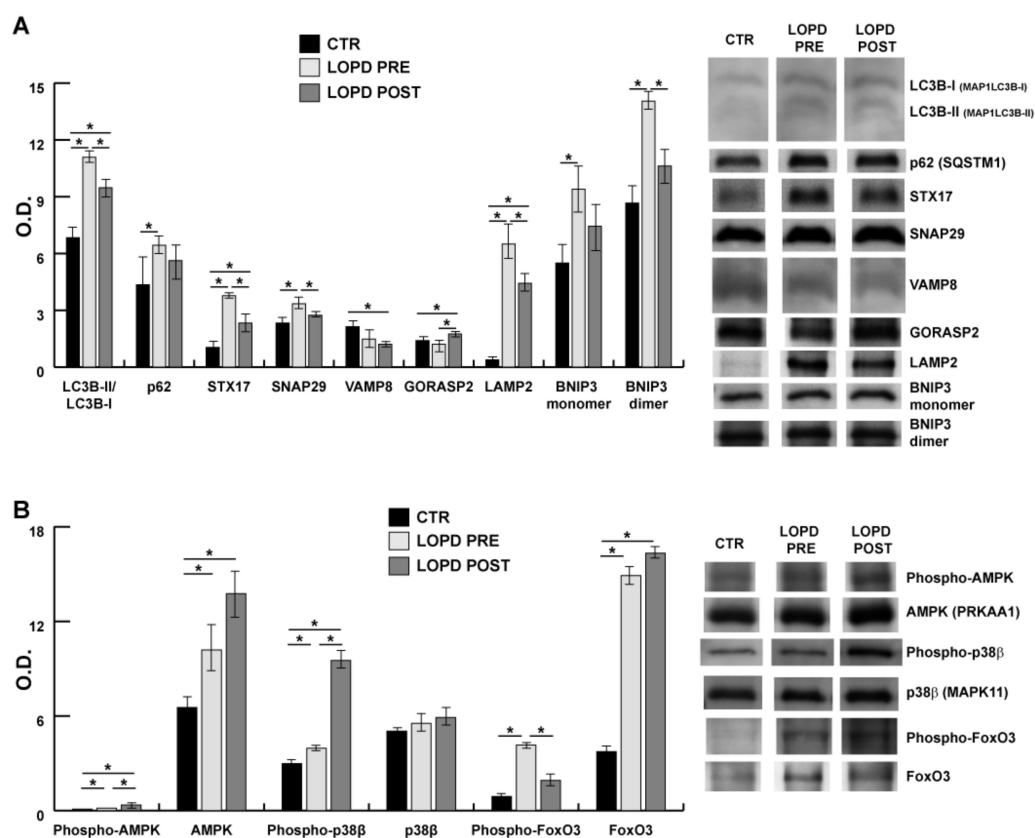 A
CTR
LOPD PRE
LOPD POST
O.D.
15
12
9
6
3
0
* * * * * * * * * * * * * * * * * *
LC3B-II/
LC3B-I
p62
STX17
SNAP29
VAMP8
GORASP2
LAMP2
BNIP3
monomer
BNIP3
dimer
CTR
LOPD
PRE
LOPD
POST
LC3B-I (MAP1LC3B-I)
LC3B-II (MAP1LC3B-II)
p62 (SQSTM1)
STX17
SNAP29
VAMP8
GORASP2
LAMP2
BNIP3
monomer
BNIP3
dimer
B
CTR
LOPD PRE
LOPD POST
O.D.
18
12
6
0
* * * * * * * * * * * *
Phospho-AMPK
AMPK
Phospho-p38β
p38β
Phospho-FoxO3
FoxO3
CTR
LOPD
PRE
LOPD
POST
Phospho-AMPK
AMPK (PRKAA1)
Phospho-p38β
p38β (MAPK11)
Phospho-FoxO3
FoxO3